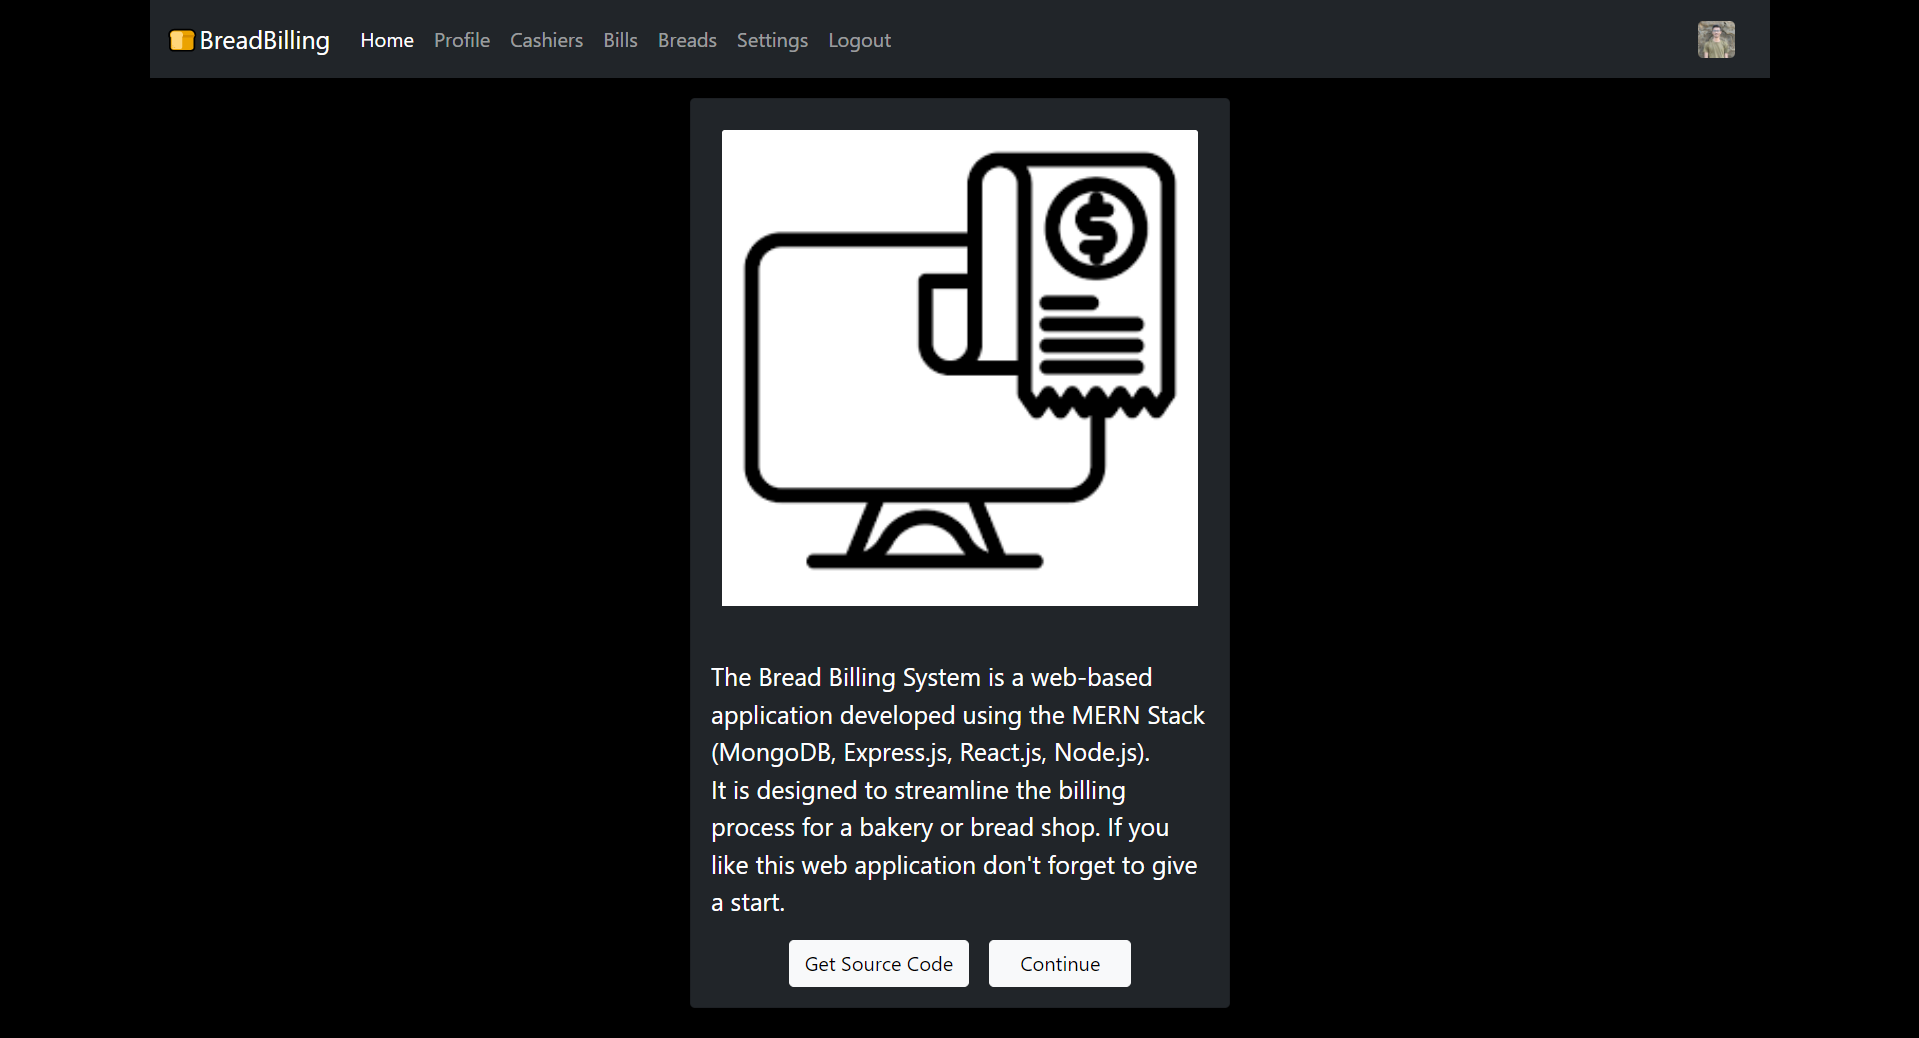 BreadBilling Home Profile Cashiers Bills Breads Settings Logout
$
The Bread Billing System is a web-based
application developed using the MERN Stack
(MongoDB, Express.js, React.js, Node.js).
It is designed to streamline the billing
process for a bakery or bread shop. If you
like this web application don't forget to give
a start.
Get Source Code Continue